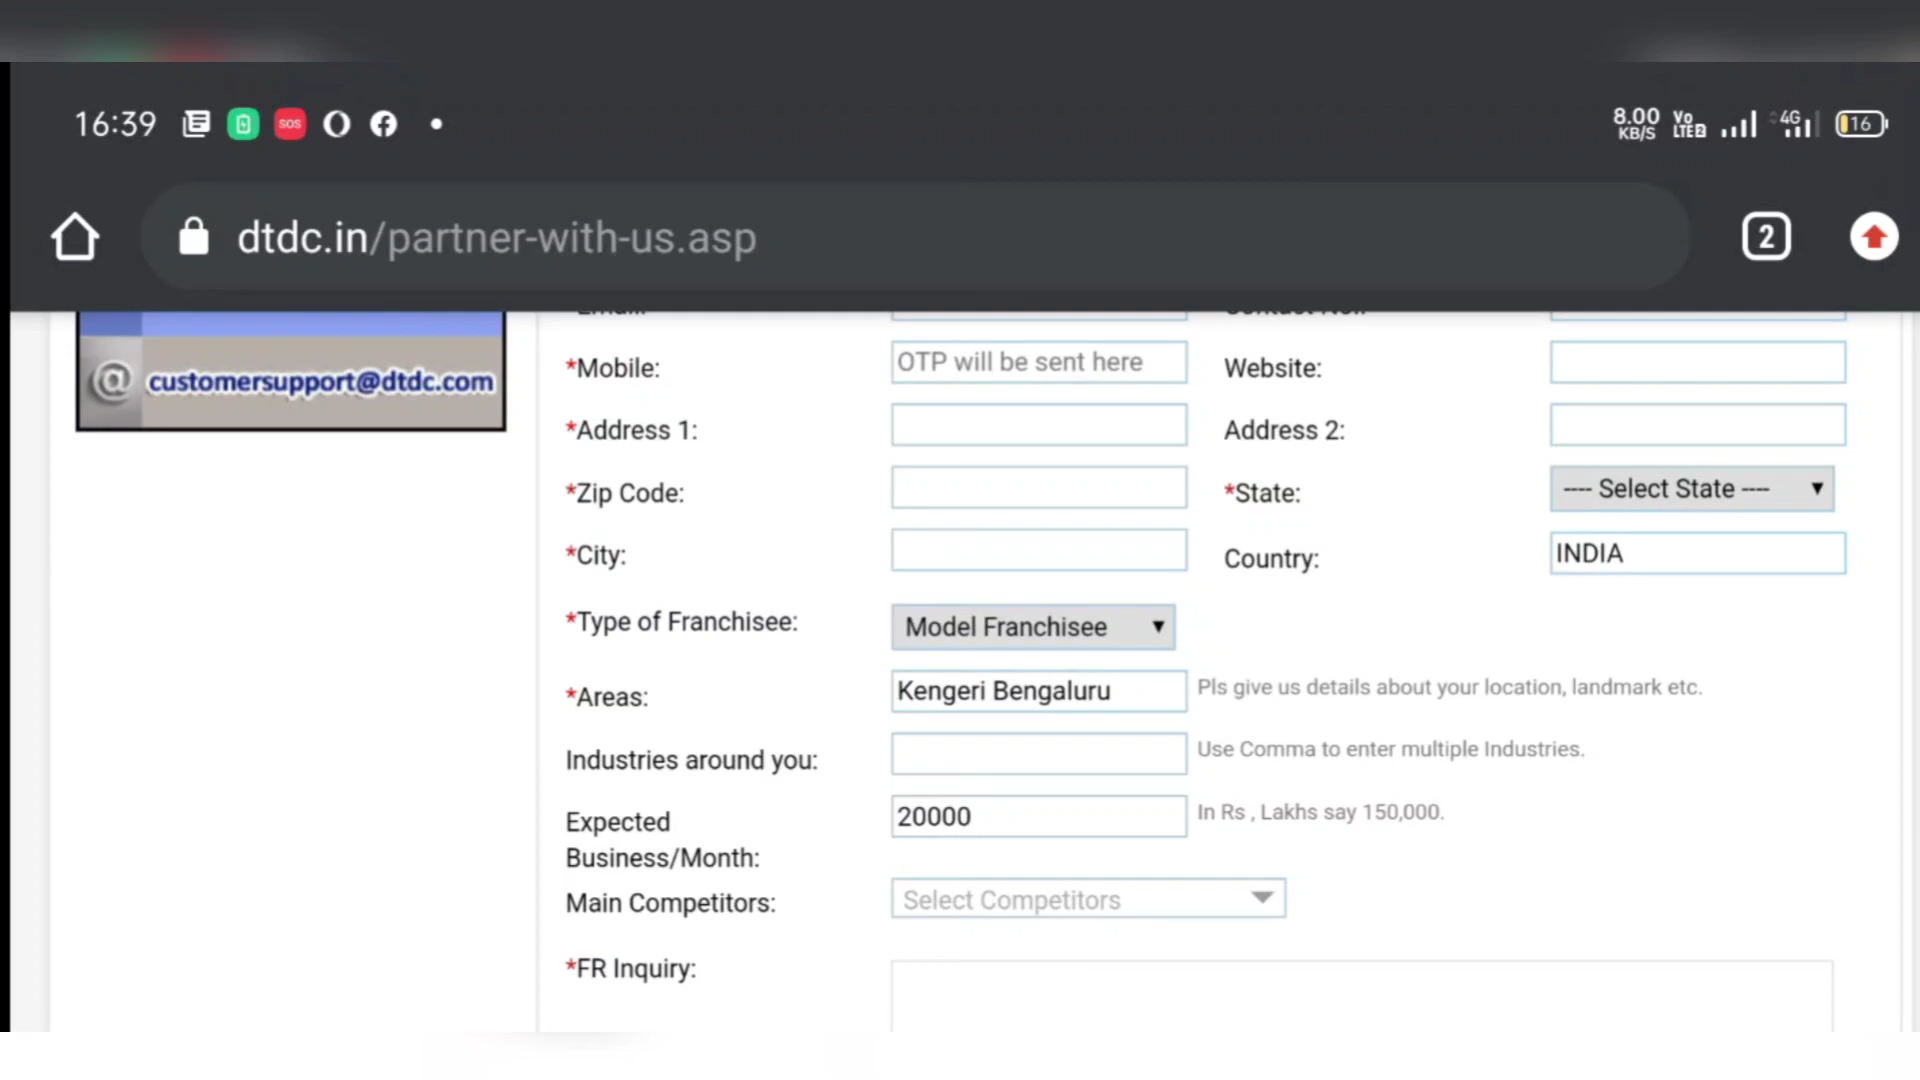 16:39 SOS 8.00 KB/S Vo LTE2 4G 16
dtdc.in/partner-with-us.asp 2
@ customersupport@dtdc.com
*Mobile: OTP will be sent here Website:
*Address 1: Address 2:
*Zip Code: *State: ---- Select State ----
*City: Country: INDIA
*Type of Franchisee: Model Franchisee
*Areas: Kengeri Bengaluru Pls give us details about your location, landmark etc.
Industries around you: Use Comma to enter multiple Industries.
Expected Business/Month: 20000 In Rs , Lakhs say 150,000.
Main Competitors: Select Competitors
*FR Inquiry: